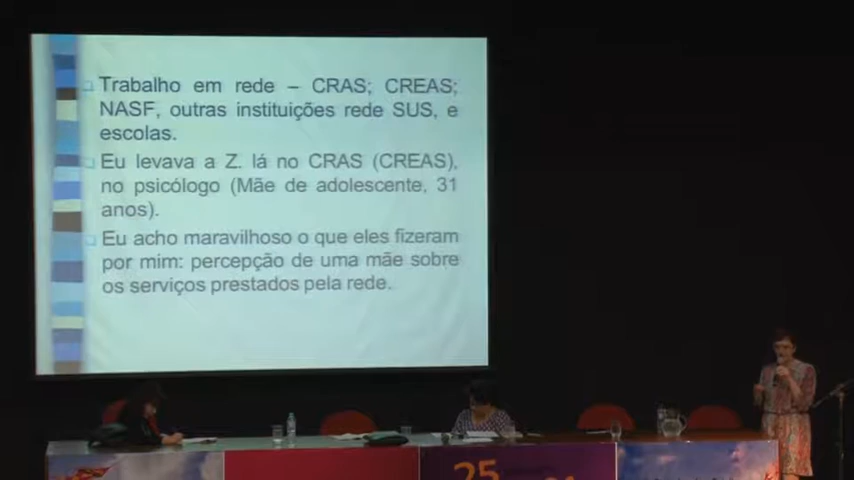 Trabalho em rede – CRAS; CREAS;
NASF, outras instituições rede SUS, e
escolas.
Eu levava a Z. lá no CRAS (CREAS),
no psicólogo (Mãe de adolescente, 31
anos).
Eu acho maravilhoso o que eles fizeram
por mim: percepção de uma mãe sobre
os serviços prestados pela rede.
25